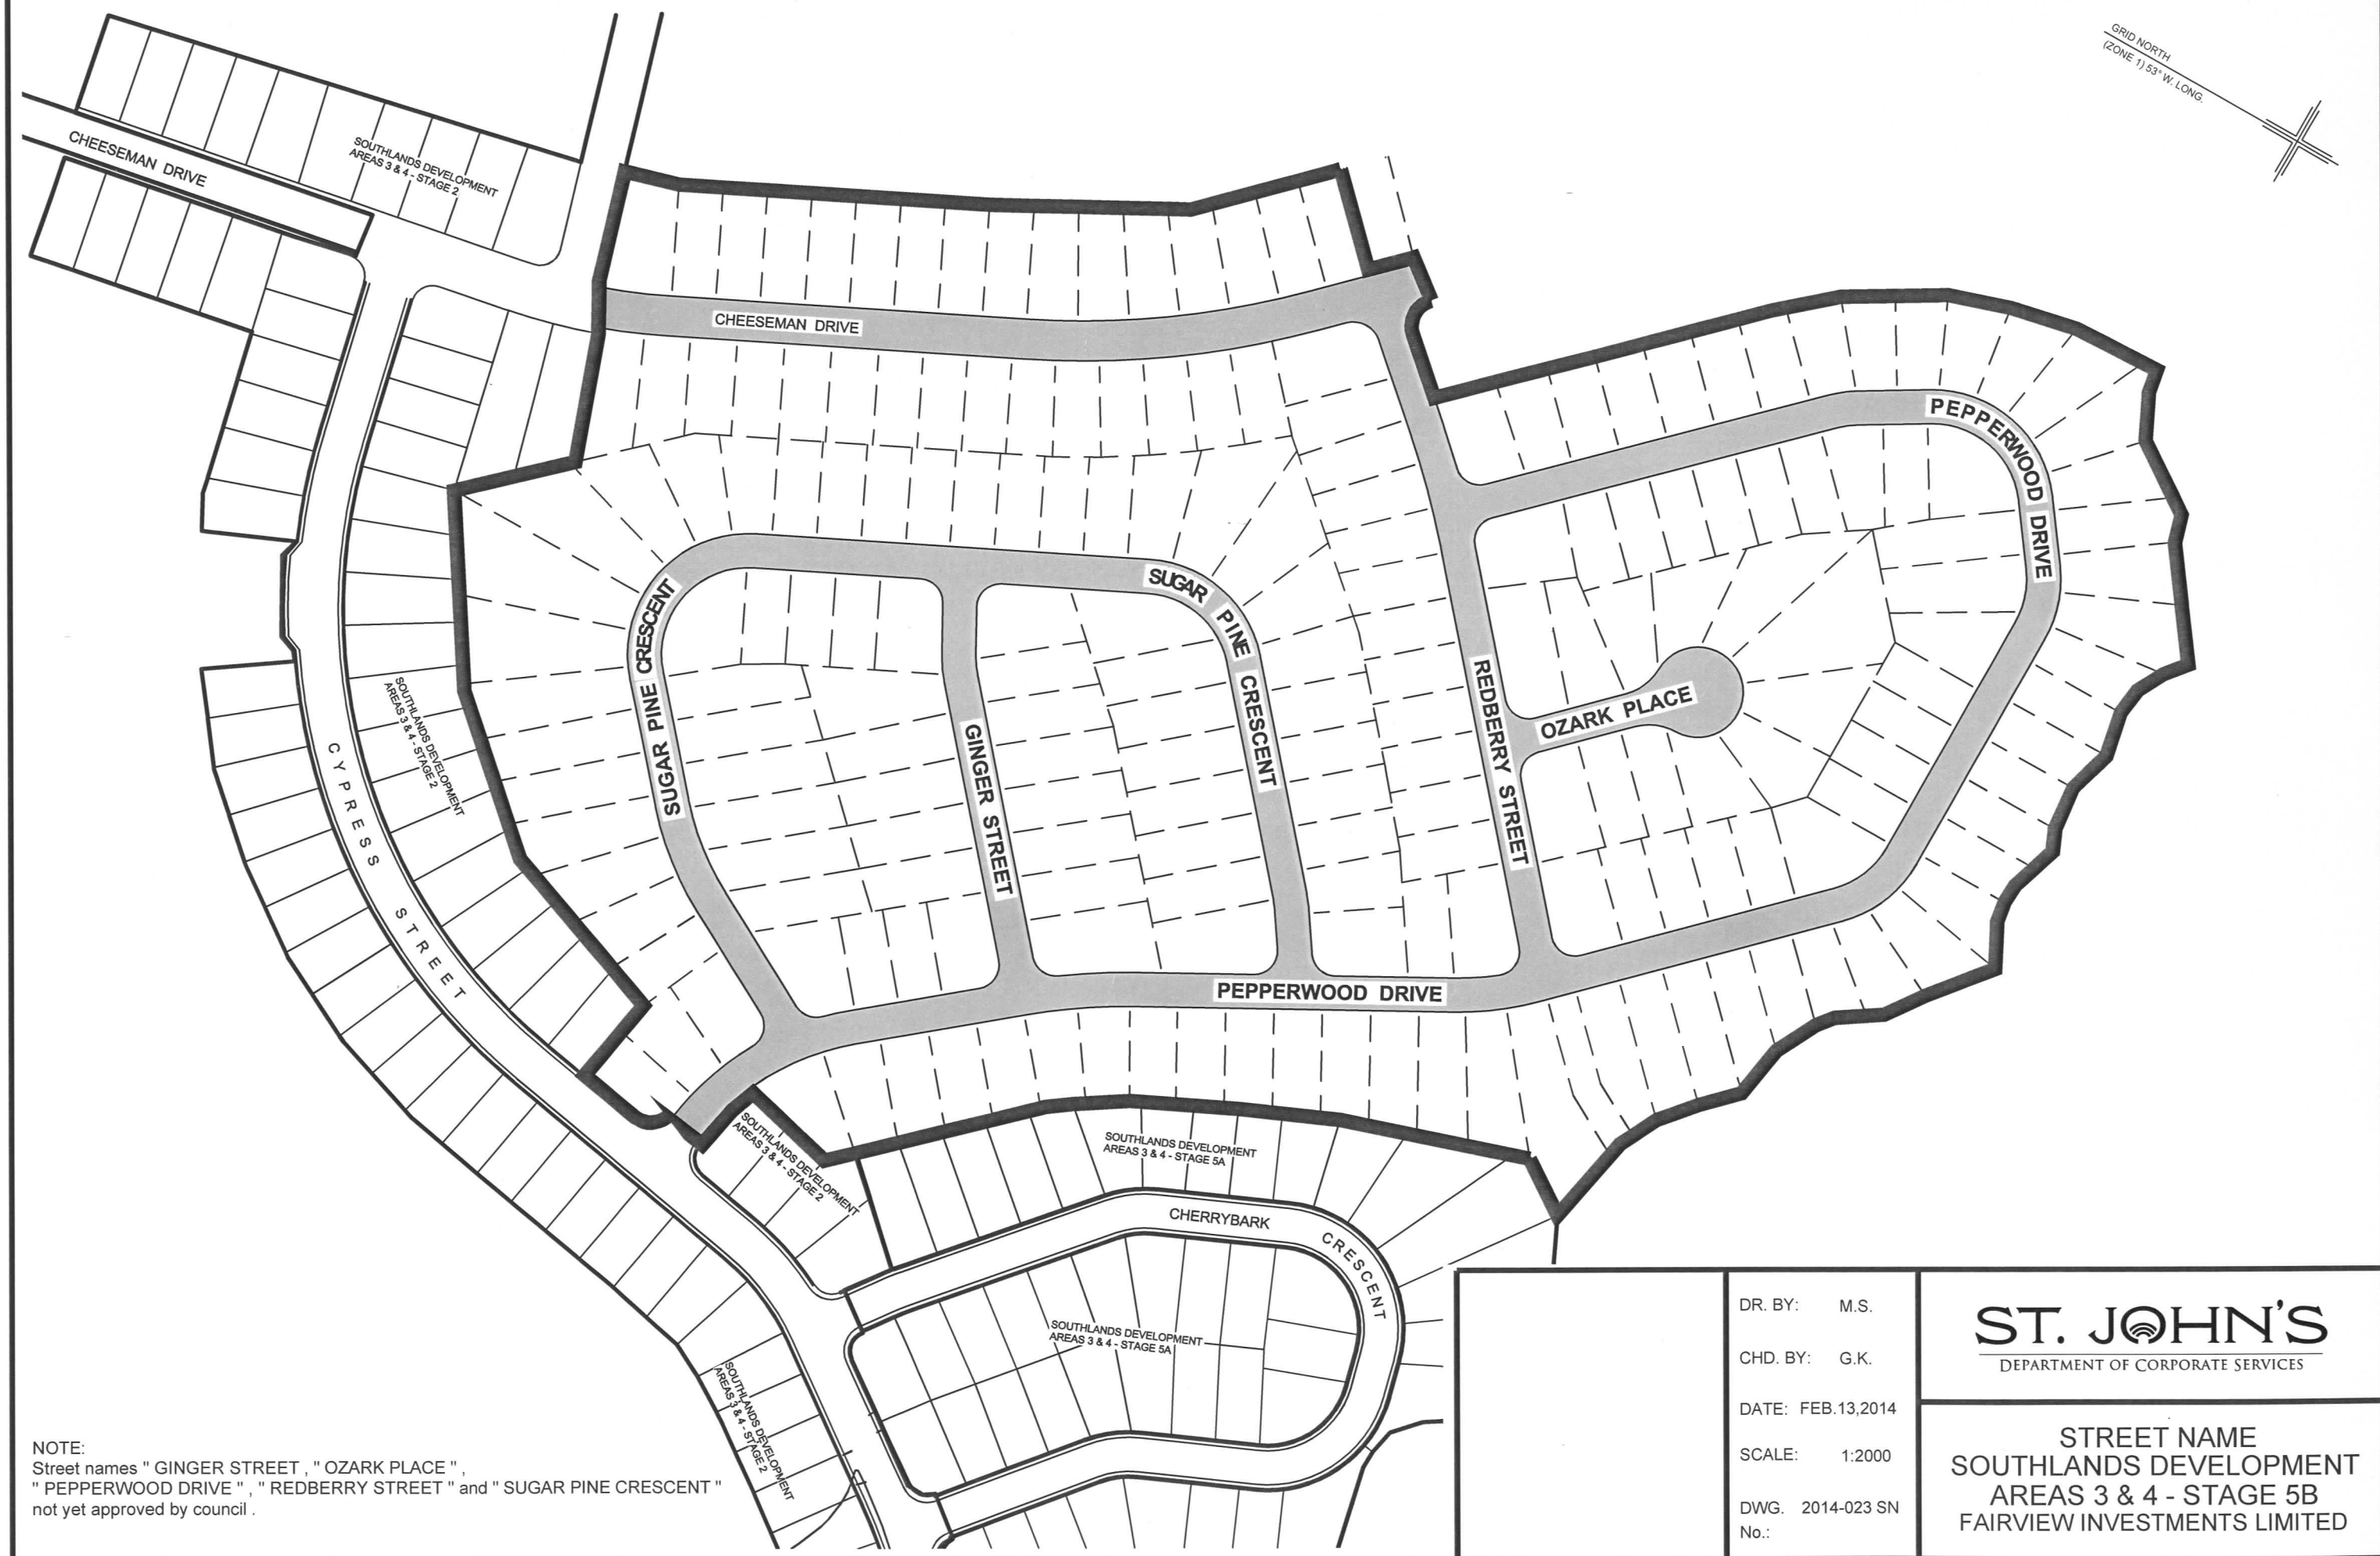 GRID NORTH
(ZONE 1) 53° W. LONG.
CHEESEMAN DRIVE
SOUTHLANDS DEVELOPMENT
AREAS 3 & 4 - STAGE 2
CHEESEMAN DRIVE
PEPPERWOOD DRIVE
SUGAR PINE CRESCENT
SUGAR PINE CRESCENT
GINGER STREET
REDBERRY STREET
OZARK PLACE
SOUTHLANDS DEVELOPMENT
AREAS 3 & 4 - STAGE 2
CYPRESS STREET
PEPPERWOOD DRIVE
SOUTHLANDS DEVELOPMENT
AREAS 3 & 4 - STAGE 2
SOUTHLANDS DEVELOPMENT
AREAS 3 & 4 - STAGE 5A
CHERRYBARK CRESCENT
SOUTHLANDS DEVELOPMENT
AREAS 3 & 4 - STAGE 5A
SOUTHLANDS DEVELOPMENT
AREAS 3 & 4 - STAGE 2
NOTE:
Street names " GINGER STREET , " OZARK PLACE " ,
" PEPPERWOOD DRIVE " , " REDBERRY STREET " and " SUGAR PINE CRESCENT "
not yet approved by council .
DR. BY: M.S.
CHD. BY: G.K.
DATE: FEB.13,2014
SCALE: 1:2000
DWG. 2014-023 SN
No.:
ST. JOHN'S
DEPARTMENT OF CORPORATE SERVICES
STREET NAME
SOUTHLANDS DEVELOPMENT
AREAS 3 & 4 - STAGE 5B
FAIRVIEW INVESTMENTS LIMITED